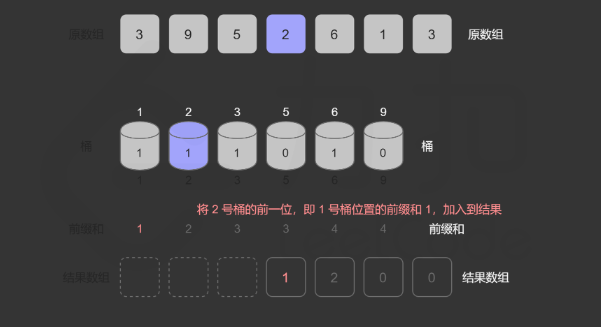 原数组 3 9 5 2 6 1 3 原数组
1 2 3 5 6 9
桶 1 1 1 0 1 0 桶
1 2 3 5 6 9
将 2 号桶的前一位，即 1 号桶位置的前缀和 1，加入到结果
前缀和 1 2 3 3 4 4 前缀和
结果数组 1 2 0 0 结果数组